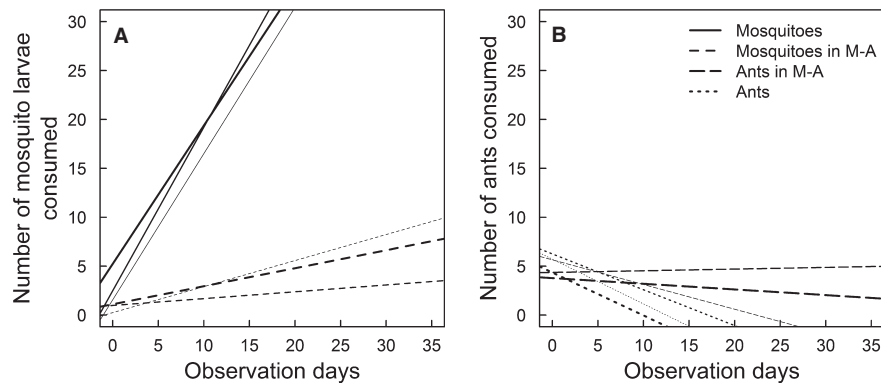 A
Number of mosquito larvae
consumed
30
25
20
15
10
5
0
0 5 10 15 20 25 30 35
Observation days
B
Number of ants consumed
30
25
20
15
10
5
0
0 5 10 15 20 25 30 35
Observation days
Mosquitoes
Mosquitoes in M-A
Ants in M-A
Ants